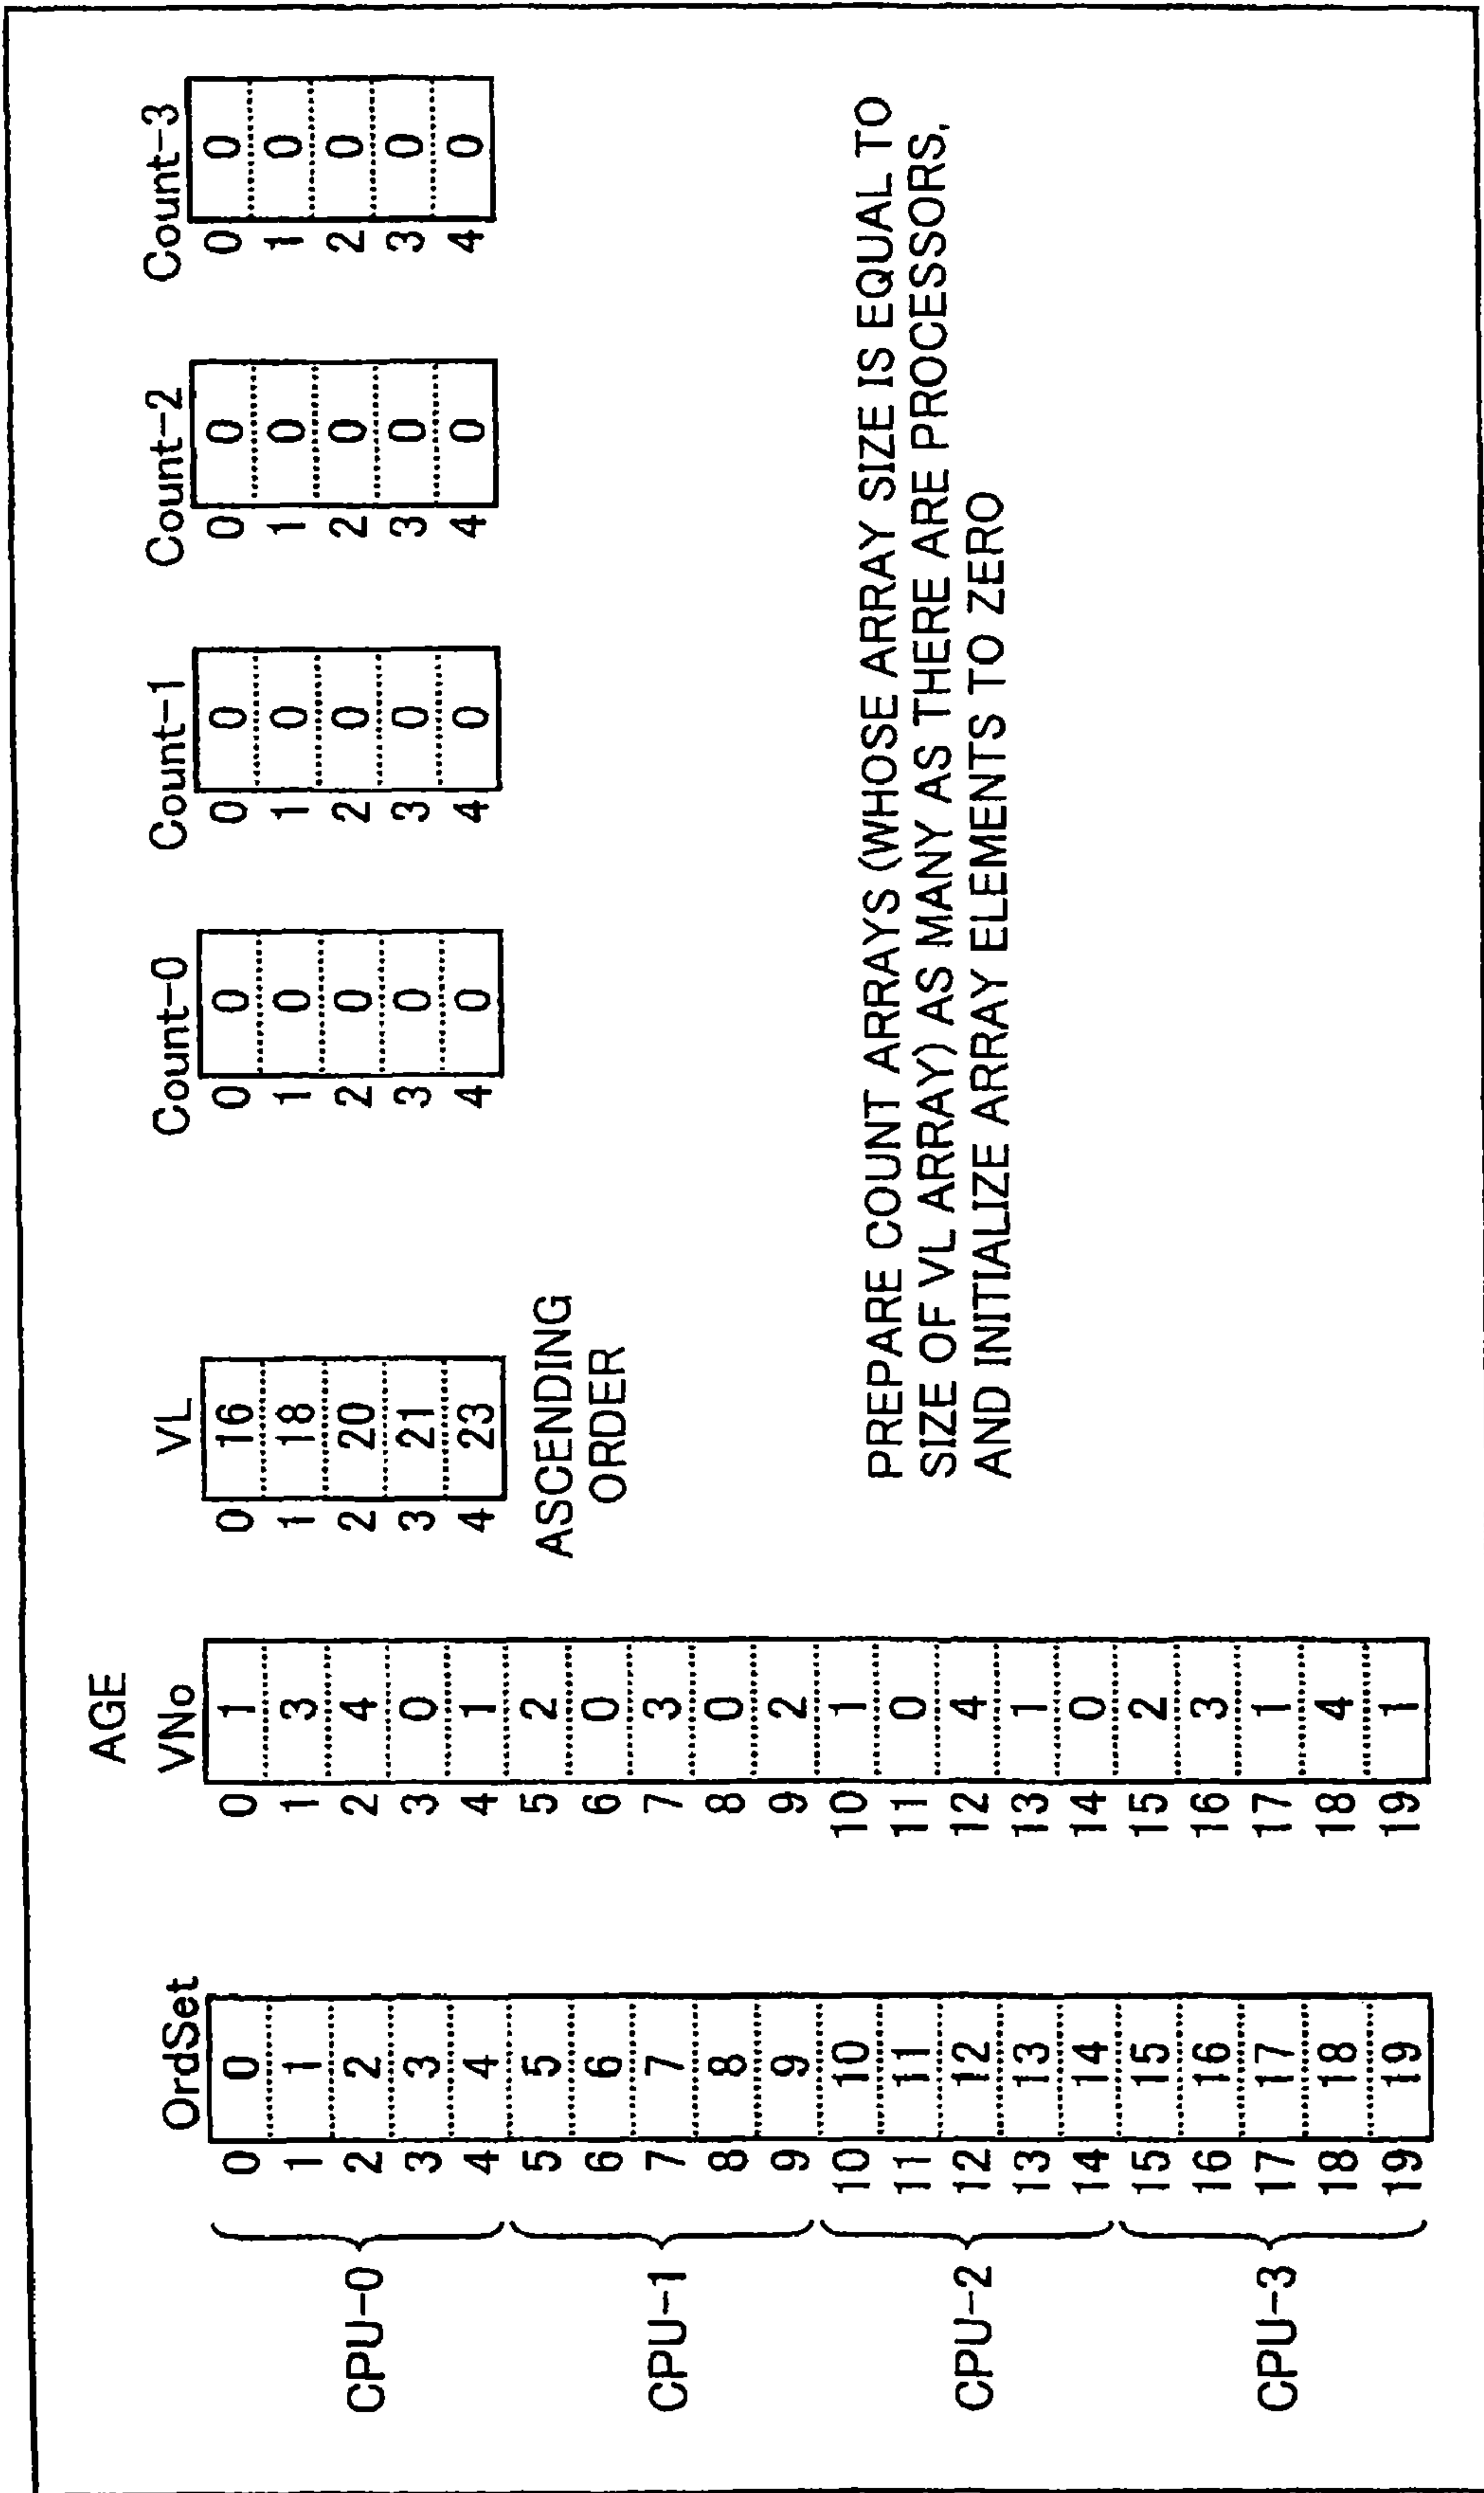 AGE
OrdSet VNo VL Count-0 Count-1 Count-2 Count-3
0 0 0 1 0 16 0 0 0 0 0 0 0 0
1 1 1 3 1 18 1 0 1 0 1 0 1 0
CPU-0 2 2 2 4 2 20 2 0 2 0 2 0 2 0
3 3 3 0 3 21 3 0 3 0 3 0 3 0
4 4 4 1 4 23 4 0 4 0 4 0 4 0
5 5 5 2
6 6 6 0
CPU-1 7 7 7 3
8 8 8 0
9 9 9 2
10 10 10 1
11 11 11 0
CPU-2 12 12 12 4
13 13 13 1
14 14 14 0
15 15 15 2
16 16 16 3
CPU-3 17 17 17 1
18 18 18 4
19 19 19 1
ASCENDING
ORDER
PREPARE COUNT ARRAYS (WHOSE ARRAY SIZE IS EQUAL TO
SIZE OF VL ARRAY) AS MANY AS THERE ARE PROCESSORS,
AND INITIALIZE ARRAY ELEMENTS TO ZERO